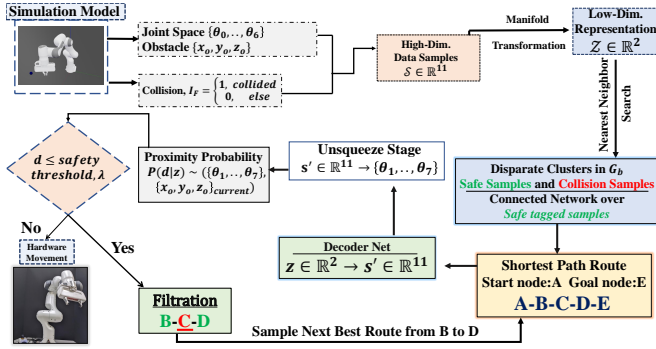 Simulation Model
Joint Space {θ₀,..,θ₆}
Obstacle {xₒ, yₒ, zₒ}
Collision, I_F = {1, collided
0, else
High-Dim.
Data Samples
𝒮 ∈ ℝ¹¹
Manifold
Transformation
Low-Dim.
Representation
𝒵 ∈ ℝ²
Nearest Neighbor
Search
Disparate Clusters in G_b
Safe Samples and Collision Samples
Connected Network over
Safe tagged samples
Shortest Path Route
Start node:A Goal node:E
A-B-C-D-E
Decoder Net
z ∈ ℝ² → s′ ∈ ℝ¹¹
Unsqueeze Stage
s′ ∈ ℝ¹¹ → {θ₁,..,θ₇}
Proximity Probability
P(d|z) ~ ({θ₁,..,θ₇},
{xₒ, yₒ, zₒ}current)
d ≤ safety
threshold, λ
No
Yes
Hardware
Movement
Filtration
B-C-D
Sample Next Best Route from B to D